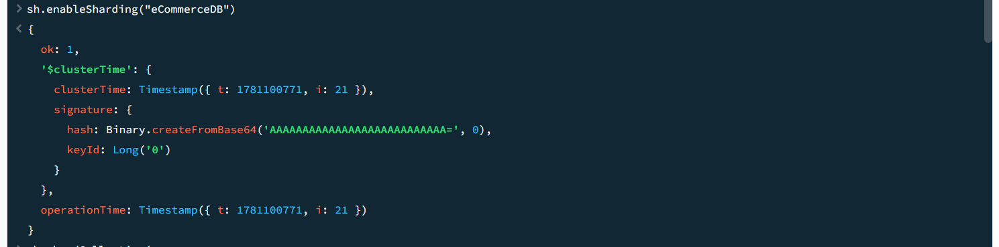 > sh.enableSharding("eCommerceDB")
< {
ok: 1,
'$clusterTime': {
clusterTime: Timestamp({ t: 1781100771, i: 21 }),
signature: {
hash: Binary.createFromBase64('AAAAAAAAAAAAAAAAAAAAAAAAAAA=', 0),
keyId: Long('0')
}
},
operationTime: Timestamp({ t: 1781100771, i: 21 })
}